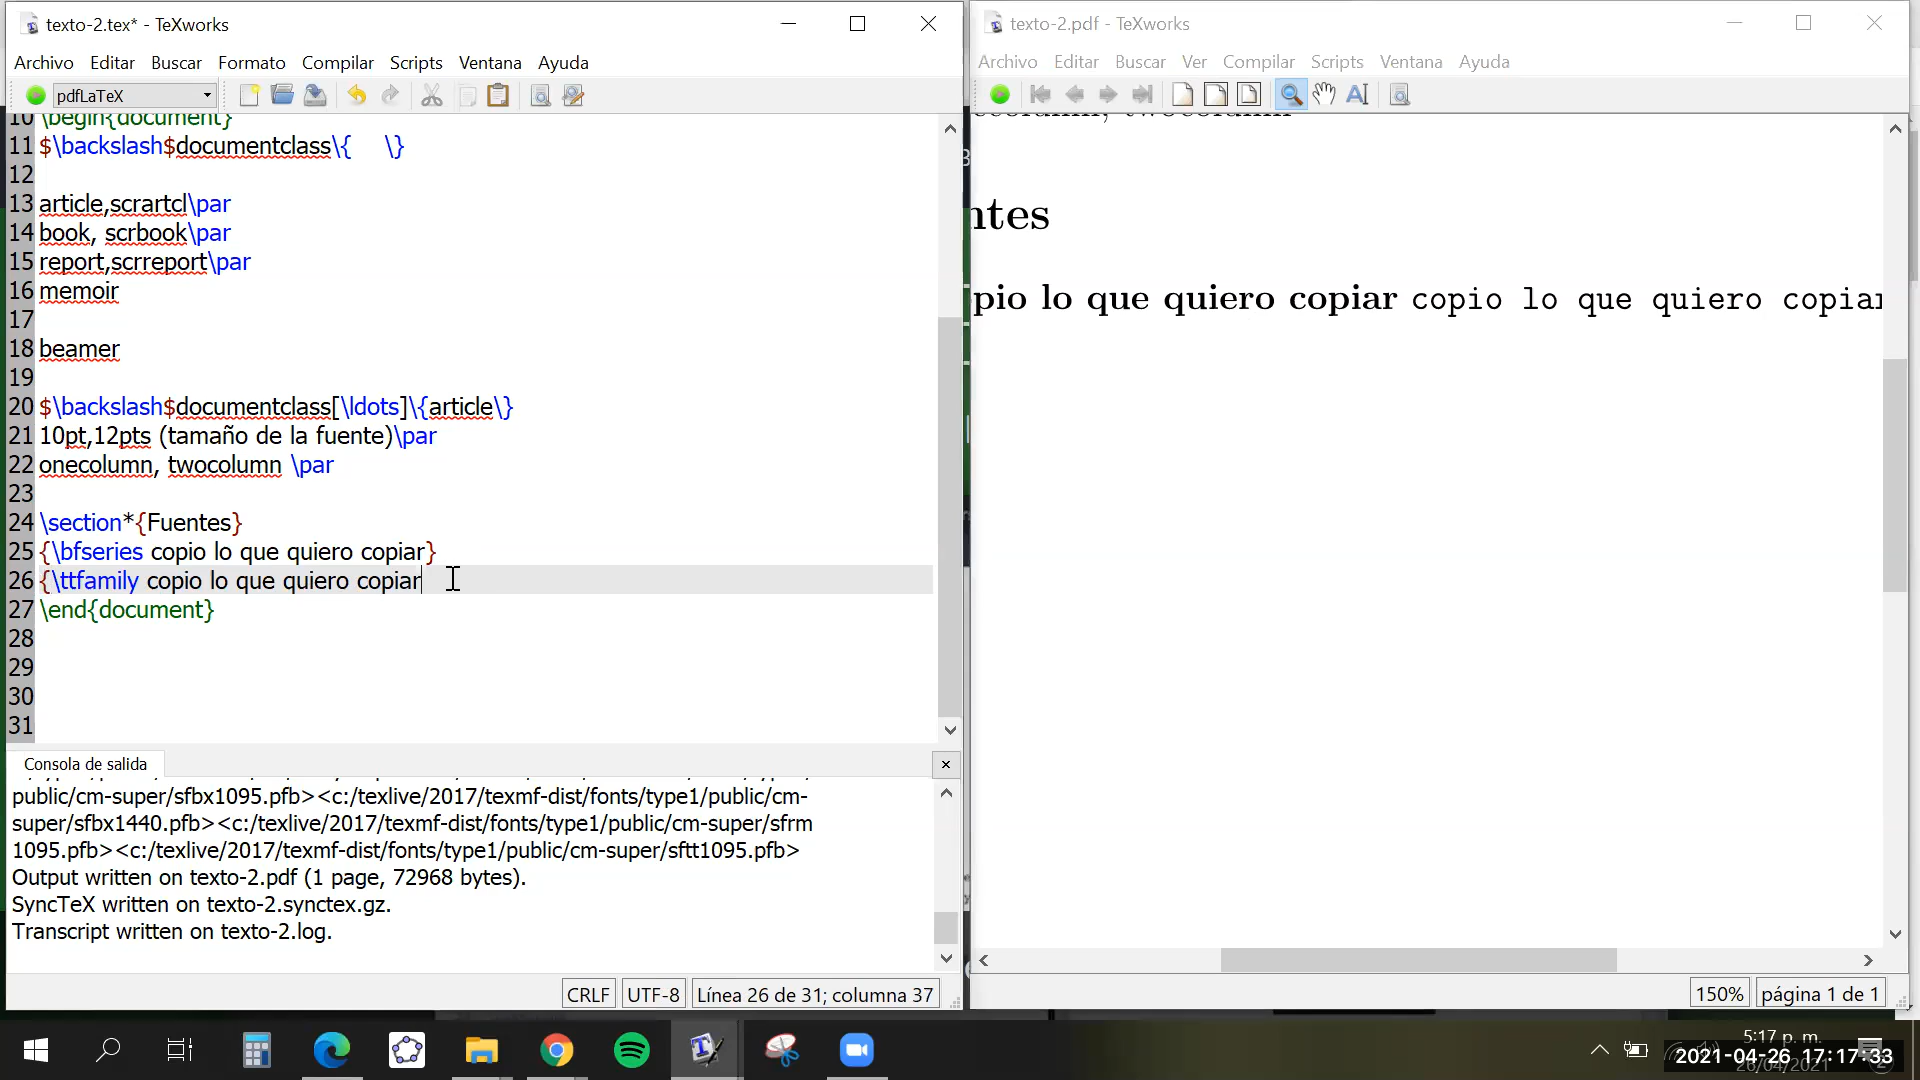 texto-2.tex* - TeXworks
Archivo Editar Buscar Formato Compilar Scripts Ventana Ayuda
pdfLaTeX
10 \begin{document}
11 $\backslash$documentclass\{ \}
12
13 article,scrartcl\par
14 book, scrbook\par
15 report,scrreport\par
16 memoir
17
18 beamer
19
20 $\backslash$documentclass[\ldots]\{article\}
21 10pt,12pts (tamaño de la fuente)\par
22 onecolumn, twocolumn \par
23
24 \section*{Fuentes}
25 {\bfseries copio lo que quiero copiar}
26 {\ttfamily copio lo que quiero copiar
27 \end{document}
28
29
30
31
Consola de salida
public/cm-super/sfbx1095.pfb><c:/texlive/2017/texmf-dist/fonts/type1/public/cm-
super/sfbx1440.pfb><c:/texlive/2017/texmf-dist/fonts/type1/public/cm-super/sfrm
1095.pfb><c:/texlive/2017/texmf-dist/fonts/type1/public/cm-super/sftt1095.pfb>
Output written on texto-2.pdf (1 page, 72968 bytes).
SyncTeX written on texto-2.synctex.gz.
Transcript written on texto-2.log.
CRLF UTF-8 Línea 26 de 31; columna 37
texto-2.pdf - TeXworks
Archivo Editar Buscar Ver Compilar Scripts Ventana Ayuda
ntes
pio lo que quiero copiar copio lo que quiero copiar
150% página 1 de 1
5:17 p. m.
2021-04-26 17:17:33
26/04/2021